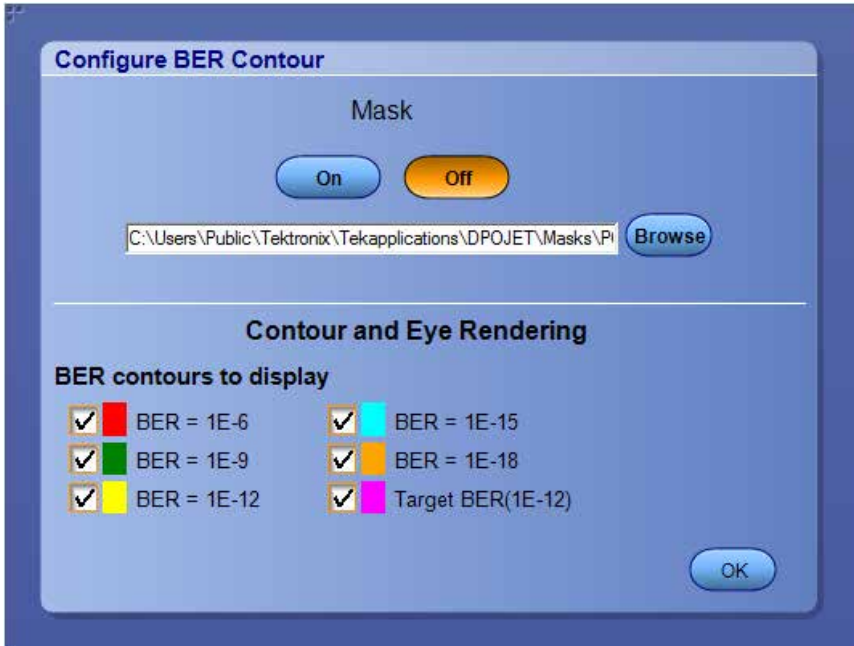 Configure BER Contour
Mask
On Off
C:\Users\Public\Tektronix\Tekapplications\DPOJET\Masks\P Browse
Contour and Eye Rendering
BER contours to display
BER = 1E-6 BER = 1E-15
BER = 1E-9 BER = 1E-18
BER = 1E-12 Target BER(1E-12)
OK